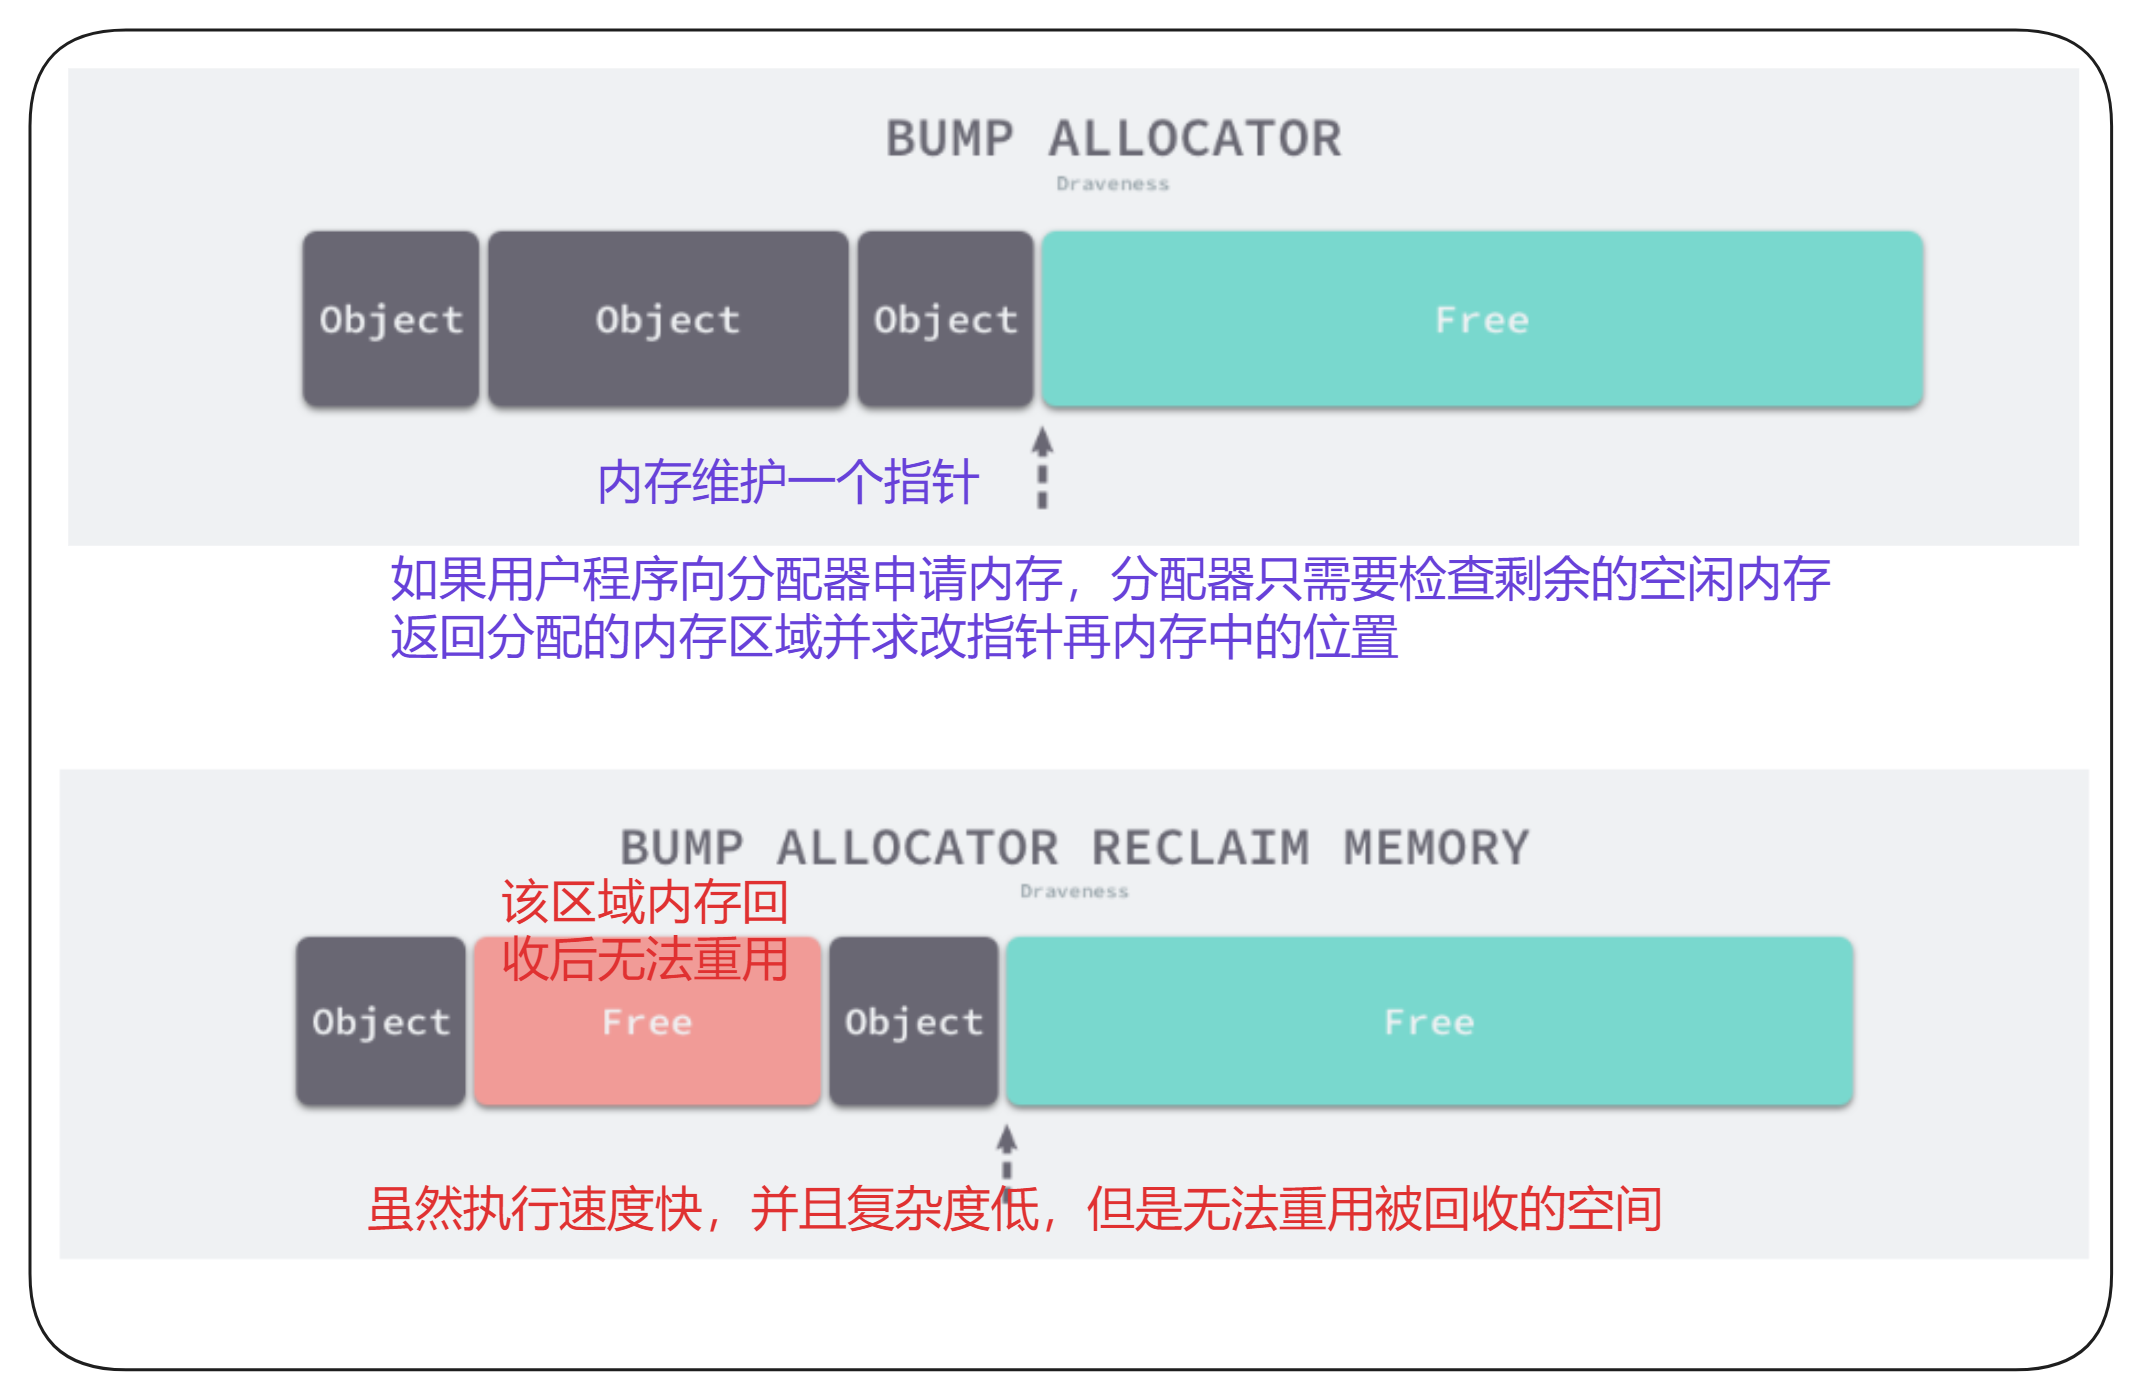 BUMP ALLOCATOR
Draveness
Object Object Object Free
内存维护一个指针
如果用户程序向分配器申请内存，分配器只需要检查剩余的空闲内存
返回分配的内存区域并求改指针再内存中的位置
BUMP ALLOCATOR RECLAIM MEMORY
Draveness
该区域内存回
收后无法重用
Object Free Object Free
虽然执行速度快，并且复杂度低，但是无法重用被回收的空间